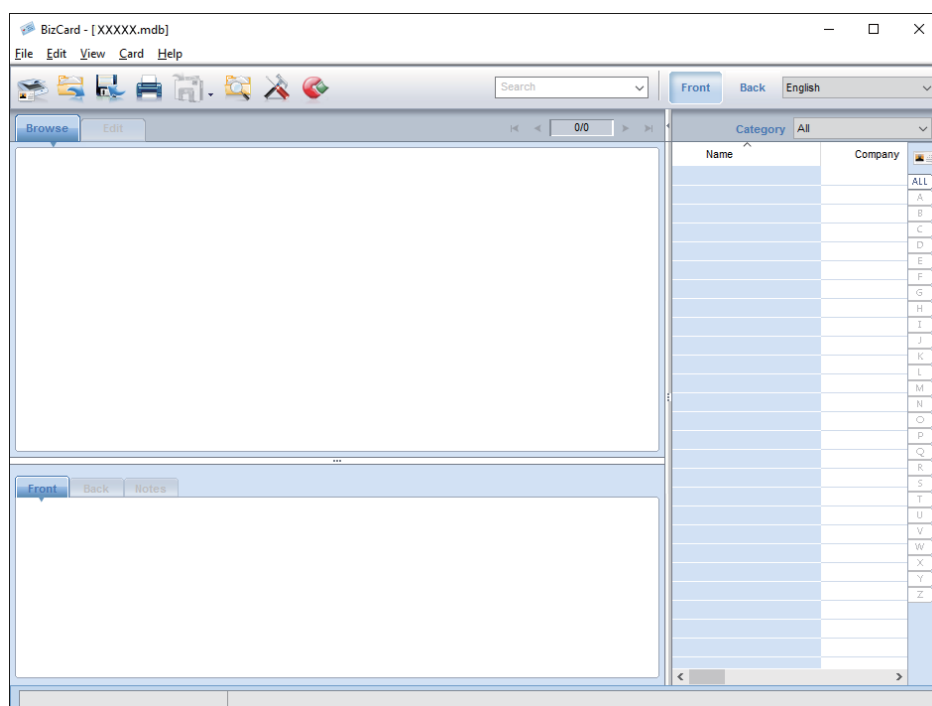 BizCard - [ XXXXX.mdb]
File Edit View Card Help
Search
Front Back English
Browse Edit 0/0 Category All
Name Company
ALL
A
B
C
D
E
F
G
H
I
J
K
L
M
N
O
P
Q
R
S
T
U
V
W
X
Y
Z
Front Back Notes